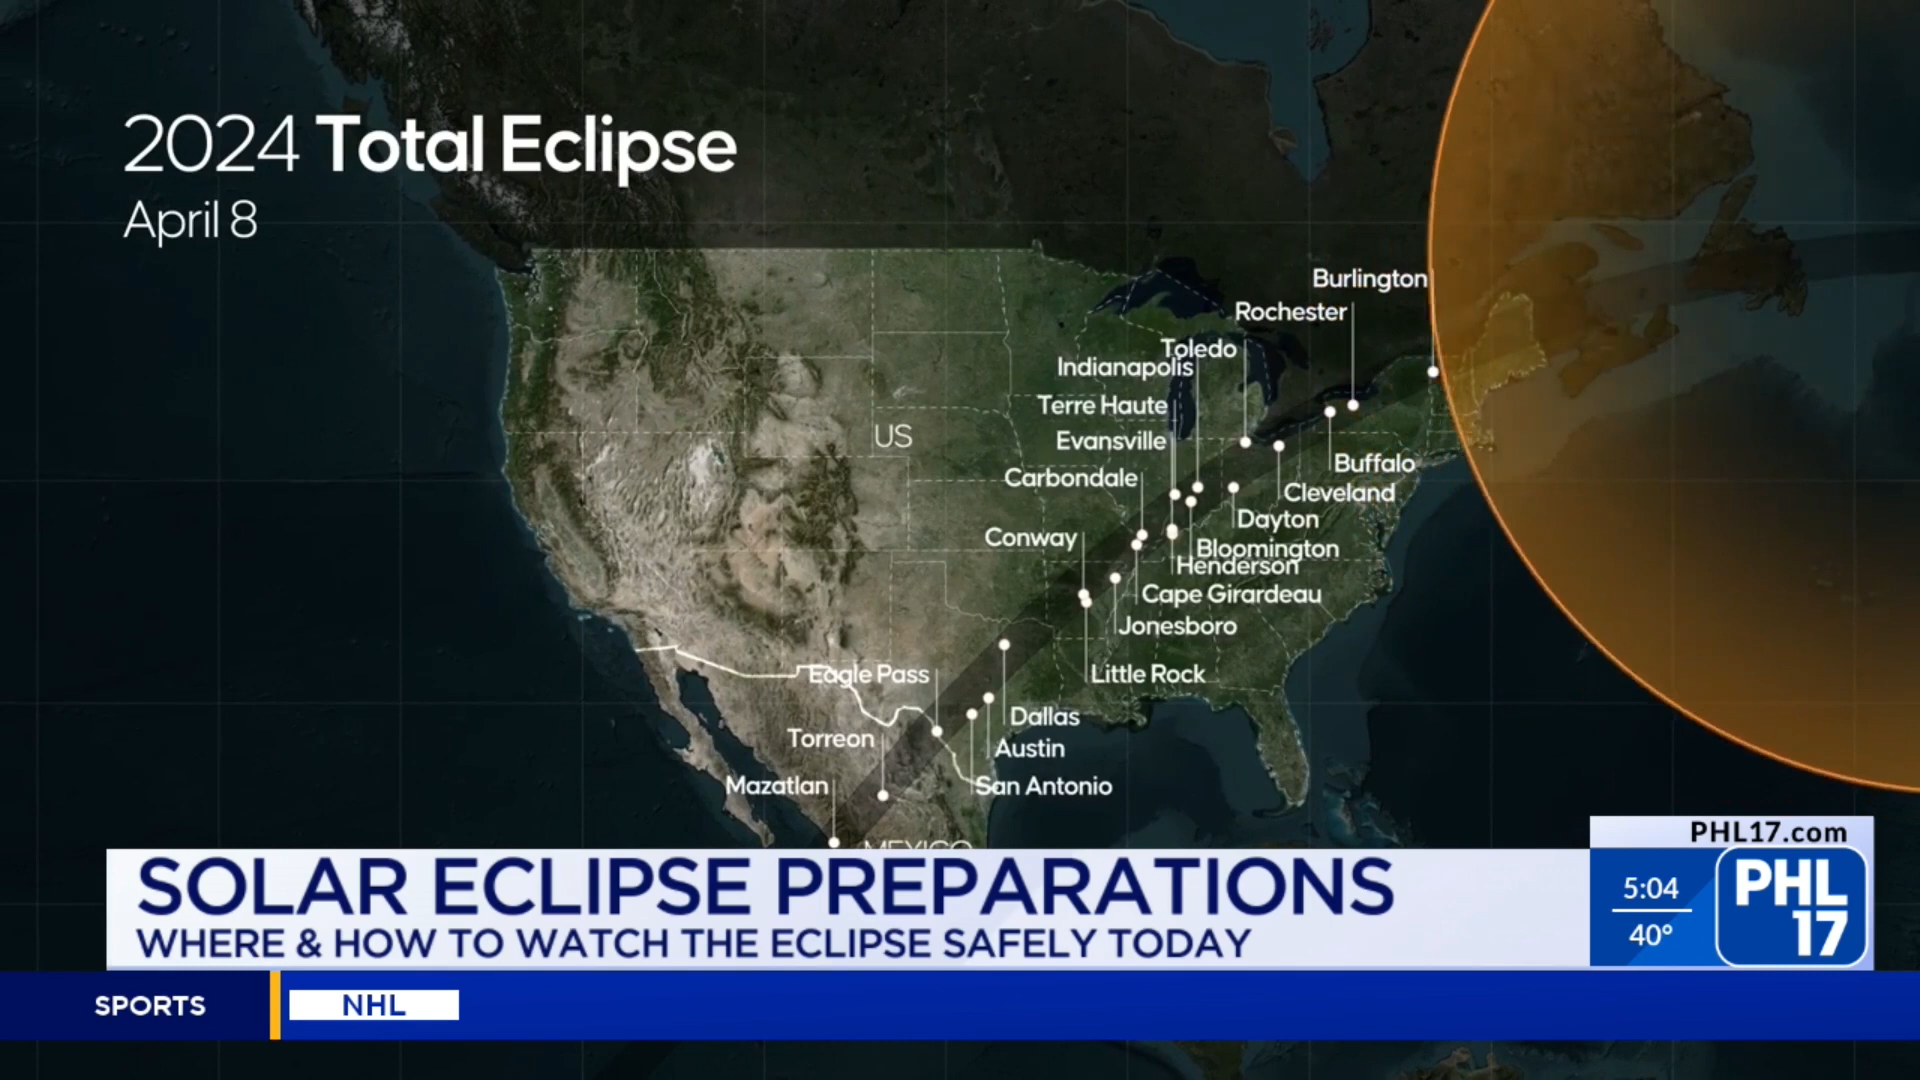 2024 Total Eclipse
April 8
Burlington
Rochester
Toledo
Indianapolis
Terre Haute
Evansville
US
Carbondale
Buffalo
Cleveland
Dayton
Conway
Bloomington
Henderson
Cape Girardeau
Jonesboro
Eagle Pass
Little Rock
Dallas
Torreon
Austin
Mazatlan
San Antonio
MEXICO
PHL17.com
SOLAR ECLIPSE PREPARATIONS
WHERE & HOW TO WATCH THE ECLIPSE SAFELY TODAY
5:04
40°
PHL
17
SPORTS
NHL